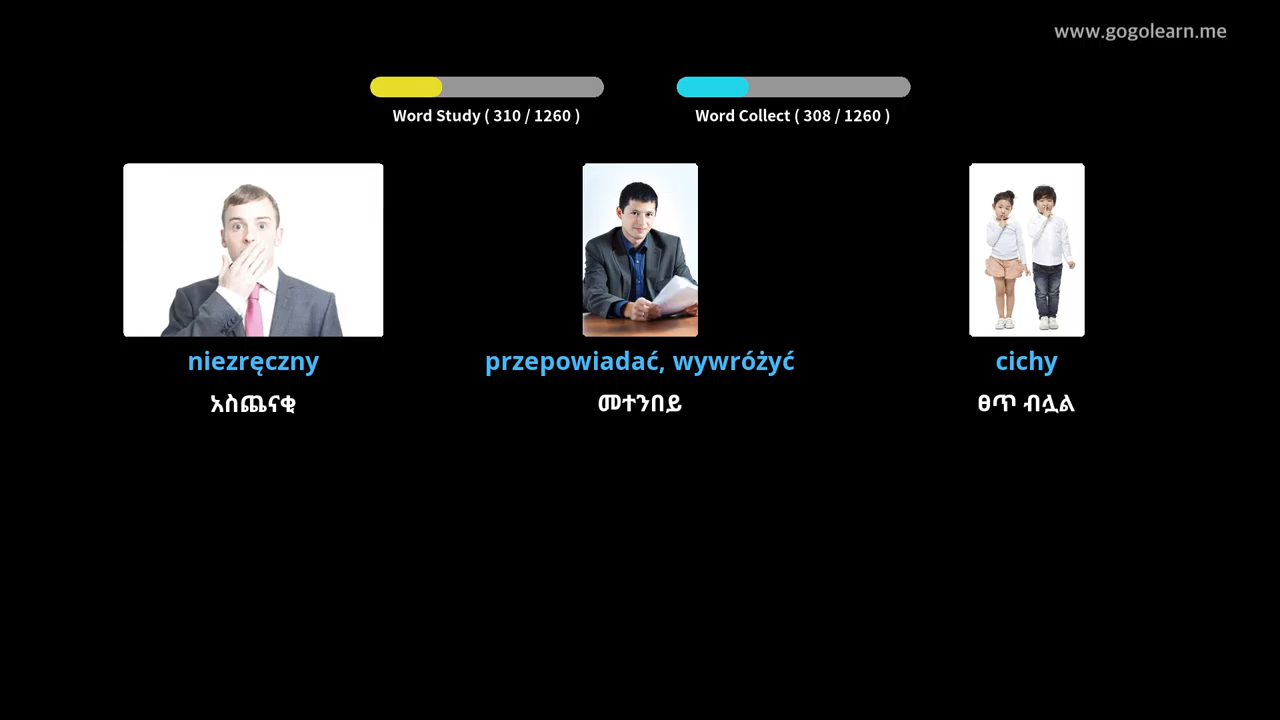 www.gogolearn.me
Word Study ( 310 / 1260 )
Word Collect ( 308 / 1260 )
niezręczny
przepowiadać, wywróżyć
cichy
አስጨናቂ
መተንበይ
ፀጥ ብሏል